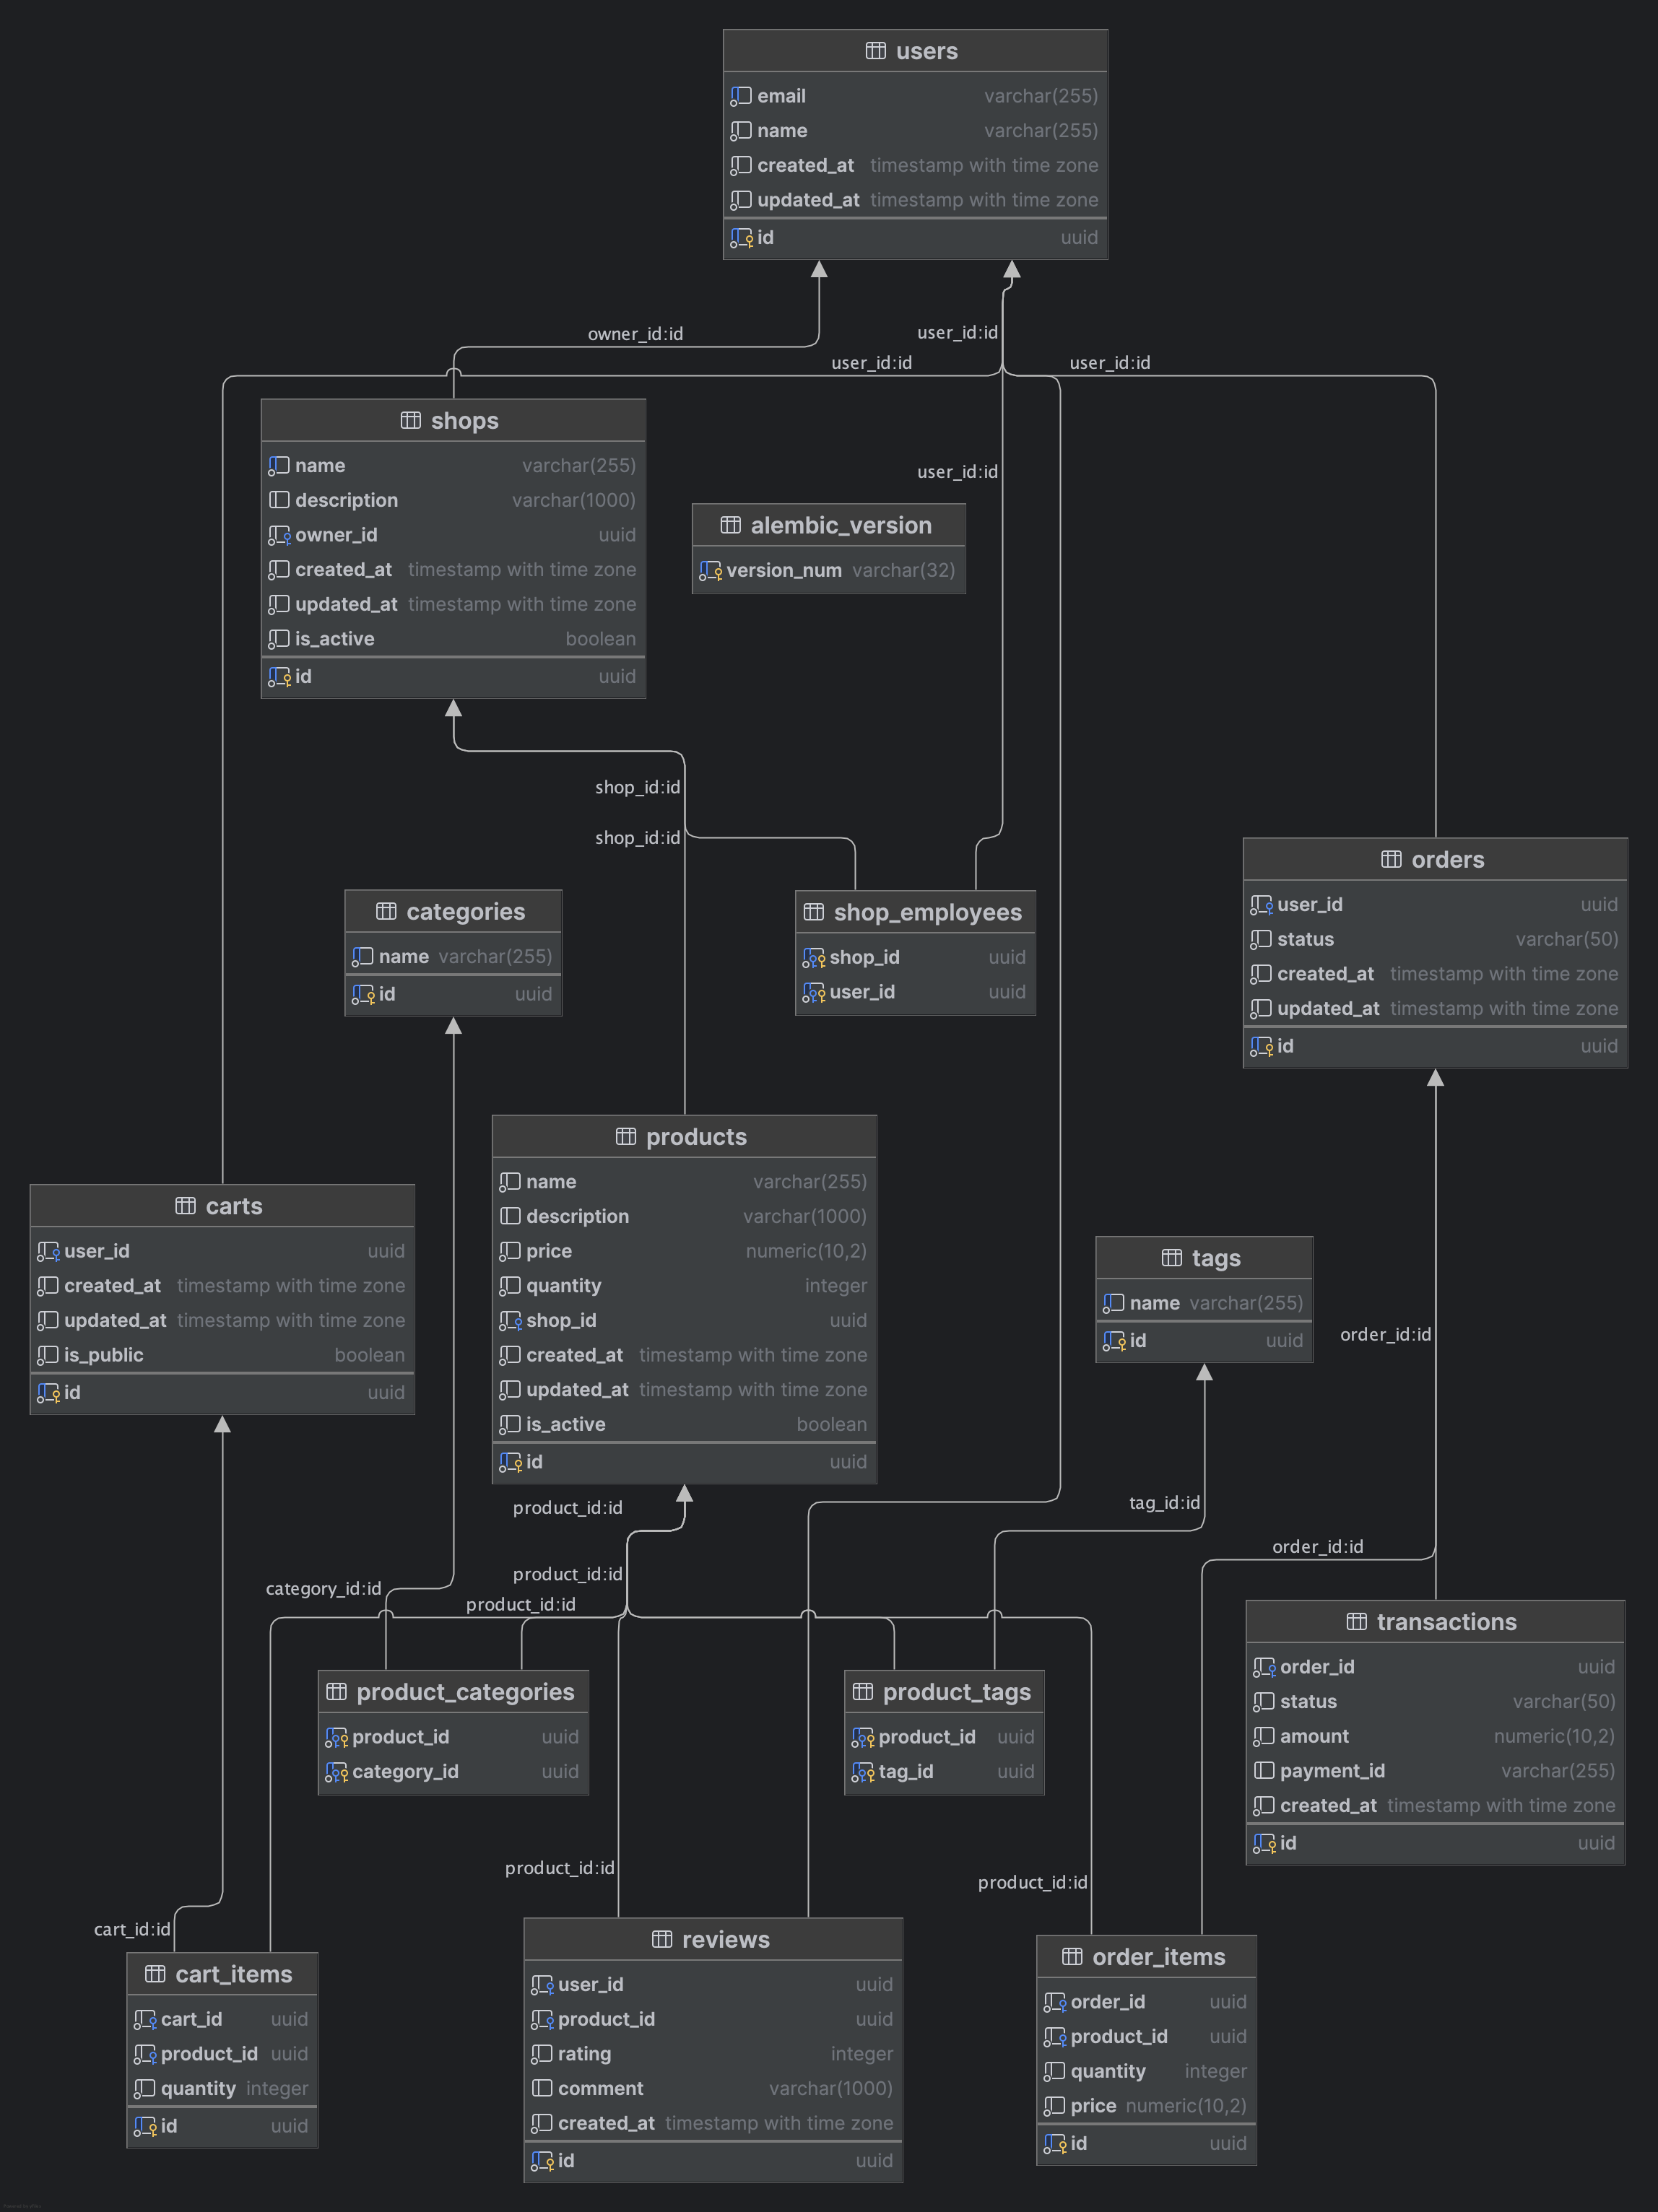 users
email varchar(255)
name varchar(255)
created_at timestamp with time zone
updated_at timestamp with time zone
id uuid
owner_id:id
user_id:id
user_id:id
user_id:id
shops
name varchar(255)
description varchar(1000)
owner_id uuid
created_at timestamp with time zone
updated_at timestamp with time zone
is_active boolean
id uuid
user_id:id
alembic_version
version_num varchar(32)
shop_id:id
shop_id:id
categories
name varchar(255)
id uuid
shop_employees
shop_id uuid
user_id uuid
orders
user_id uuid
status varchar(50)
created_at timestamp with time zone
updated_at timestamp with time zone
id uuid
products
name varchar(255)
description varchar(1000)
price numeric(10,2)
quantity integer
shop_id uuid
created_at timestamp with time zone
updated_at timestamp with time zone
is_active boolean
id uuid
carts
user_id uuid
created_at timestamp with time zone
updated_at timestamp with time zone
is_public boolean
id uuid
tags
name varchar(255)
id uuid
order_id:id
product_id:id
tag_id:id
order_id:id
product_id:id
category_id:id
product_id:id
product_categories
product_id uuid
category_id uuid
product_tags
product_id uuid
tag_id uuid
transactions
order_id uuid
status varchar(50)
amount numeric(10,2)
payment_id varchar(255)
created_at timestamp with time zone
id uuid
product_id:id
product_id:id
cart_id:id
cart_items
cart_id uuid
product_id uuid
quantity integer
id uuid
reviews
user_id uuid
product_id uuid
rating integer
comment varchar(1000)
created_at timestamp with time zone
id uuid
order_items
order_id uuid
product_id uuid
quantity integer
price numeric(10,2)
id uuid